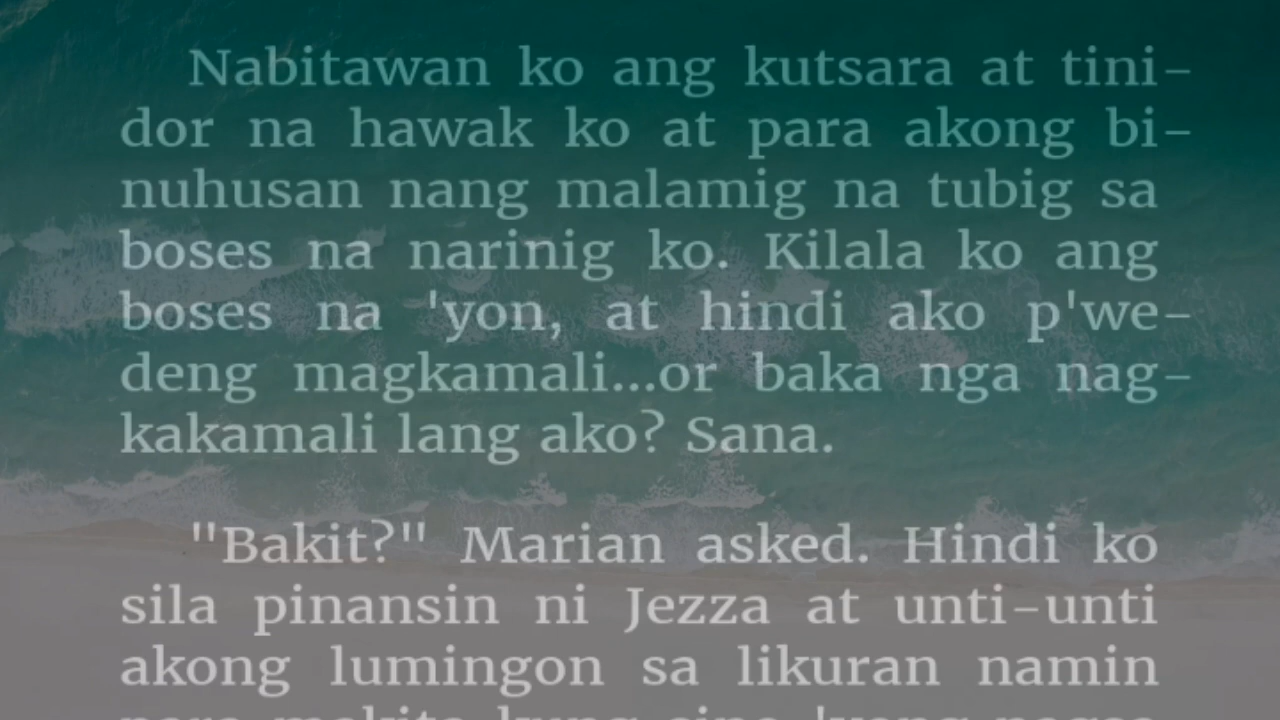 Nabitawan ko ang kutsara at tini-
dor na hawak ko at para akong bi-
nuhusan nang malamig na tubig sa
boses na narinig ko. Kilala ko ang
boses na 'yon, at hindi ako p'we-
deng magkamali...or baka nga nag-
kakamali lang ako? Sana.
"Bakit?" Marian asked. Hindi ko
sila pinansin ni Jezza at unti-unti
akong lumingon sa likuran namin